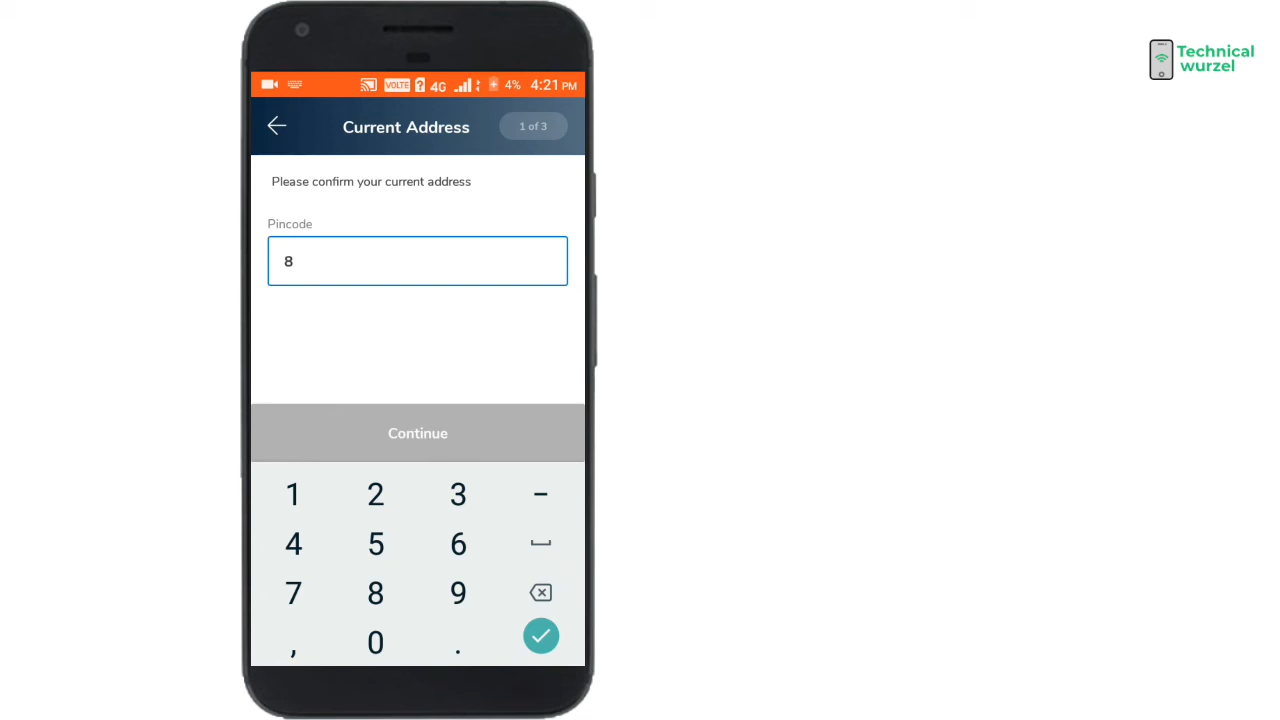 Technical
wurzel
VOLTE ? 4G 4% 4:21 PM
Current Address 1 of 3
Please confirm your current address
Pincode
8
Continue
1 2 3 -
4 5 6
7 8 9
, 0 .